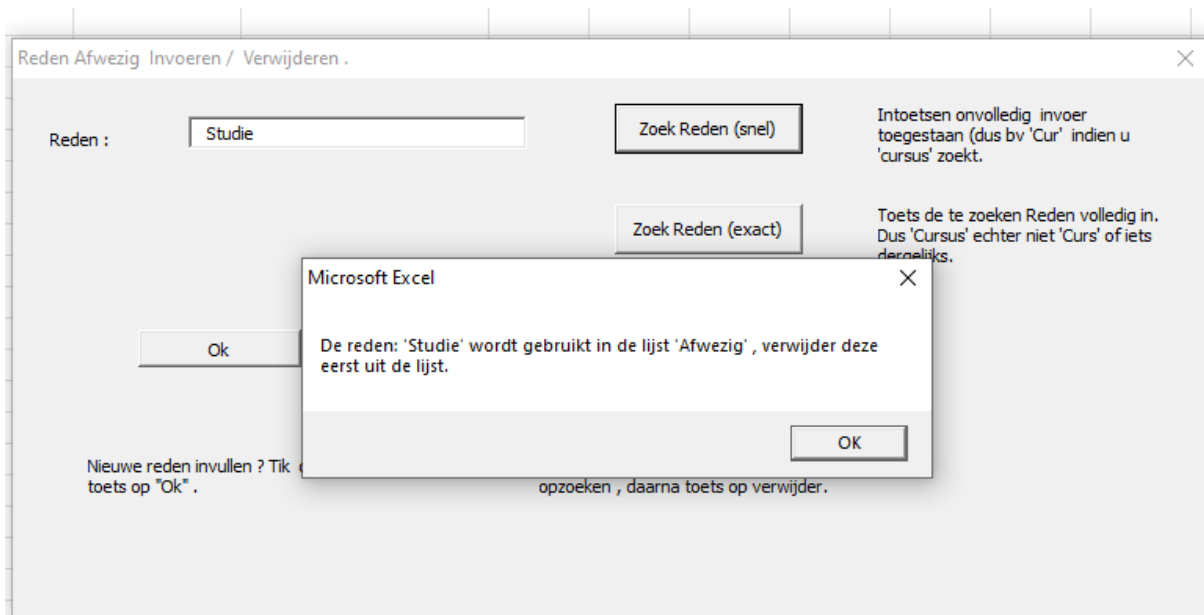 Reden Afwezig Invoeren / Verwijderen .
Reden :
Studie
Zoek Reden (snel)
Intoetsen onvolledig invoer
toegestaan (dus bv 'Cur' indien u
'cursus' zoekt.
Zoek Reden (exact)
Toets de te zoeken Reden volledig in.
Dus 'Cursus' echter niet 'Curs' of iets
dergelijks.
Microsoft Excel
De reden: 'Studie' wordt gebruikt in de lijst 'Afwezig' , verwijder deze
eerst uit de lijst.
OK
Ok
Nieuwe reden invullen ? Tik
toets op "Ok" .
opzoeken , daarna toets op verwijder.